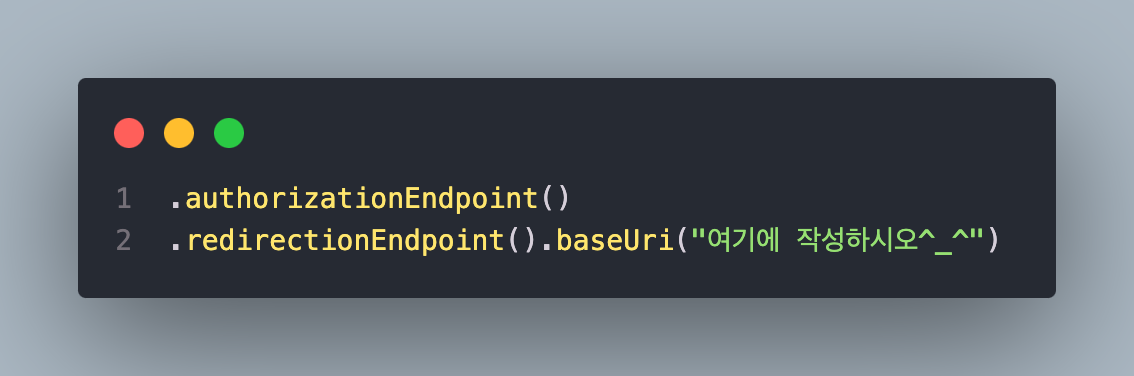 1 .authorizationEndpoint()
2 .redirectionEndpoint().baseUri("여기에 작성하시오^_^")